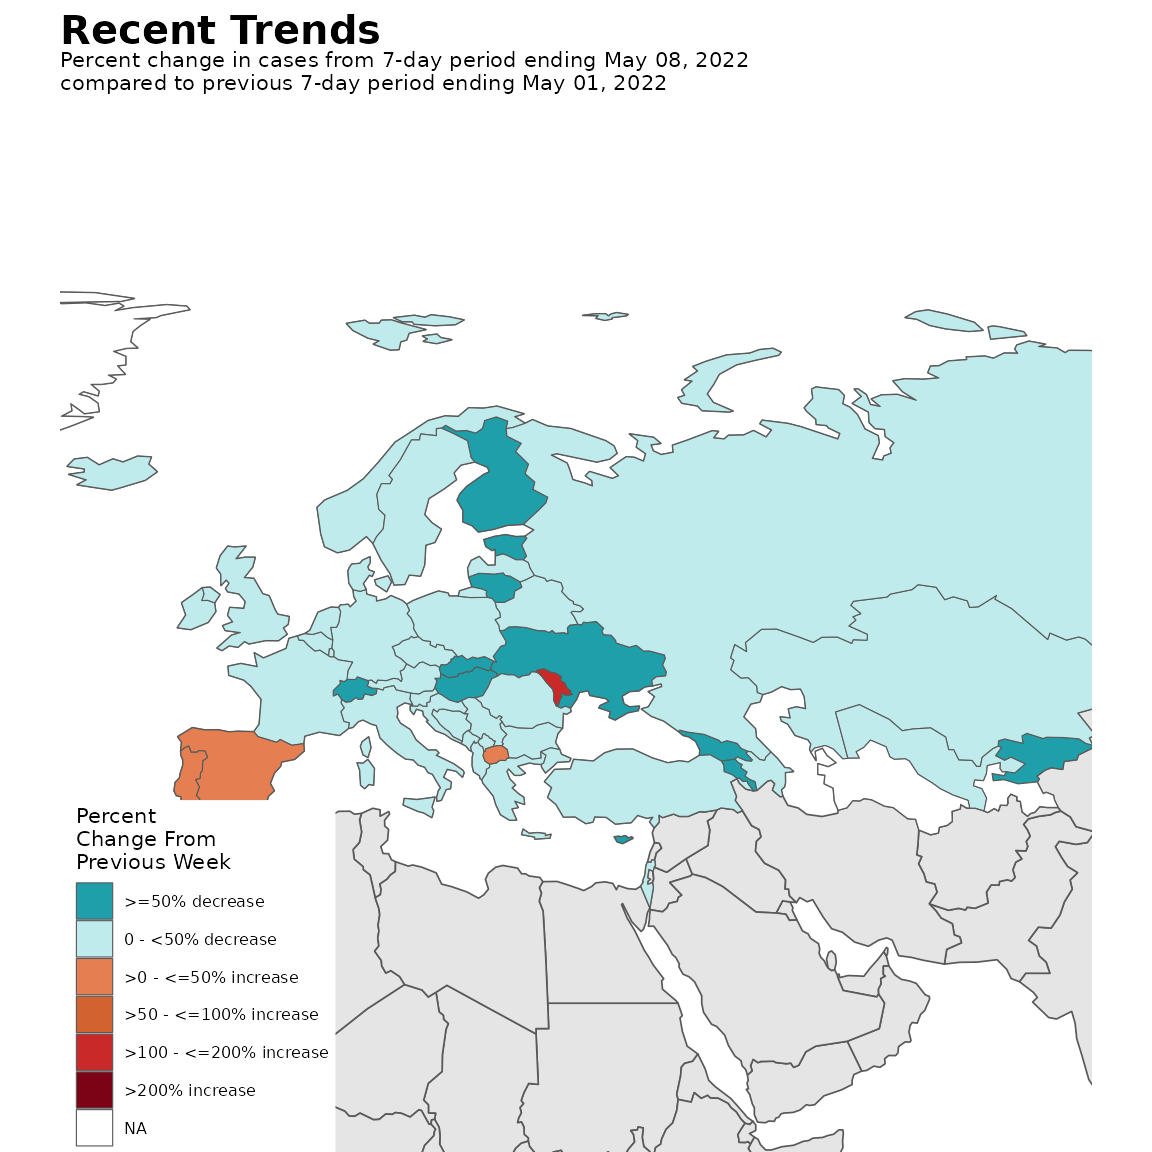 Recent Trends
Percent change in cases from 7-day period ending May 08, 2022
compared to previous 7-day period ending May 01, 2022
Percent
Change From
Previous Week
>=50% decrease
0 - <50% decrease
>0 - <=50% increase
>50 - <=100% increase
>100 - <=200% increase
>200% increase
NA